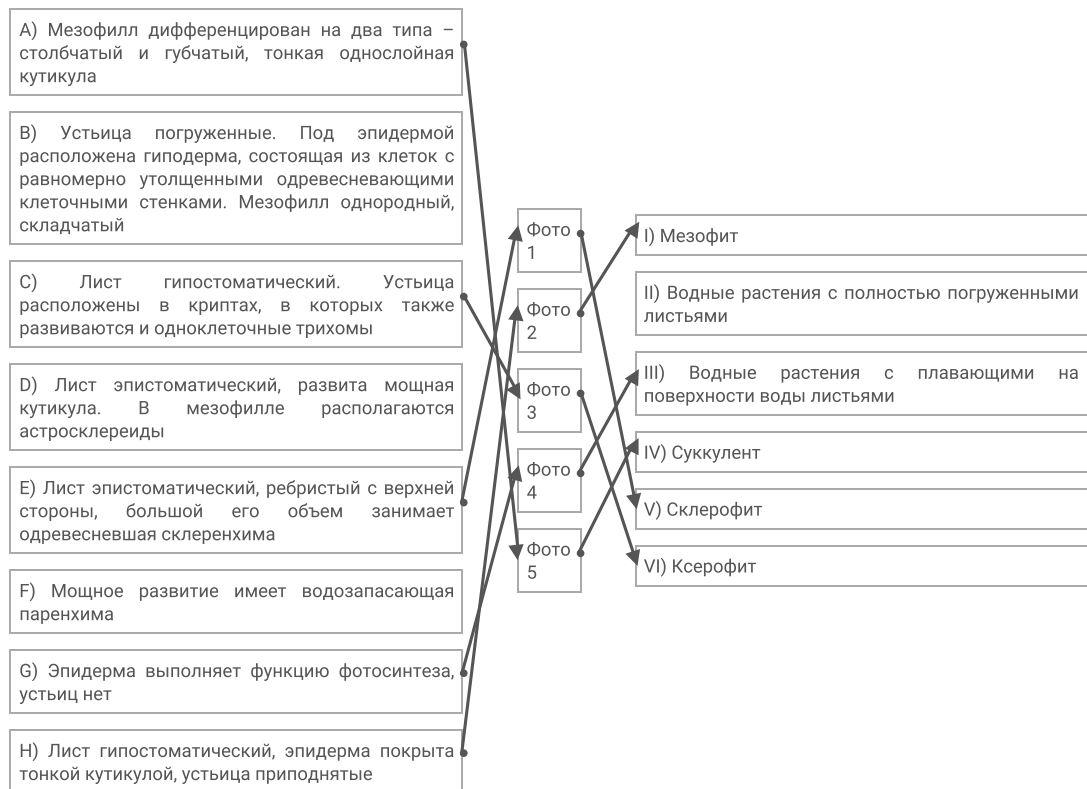 A) Мезофилл дифференцирован на два типа –
столбчатый и губчатый, тонкая однослойная
кутикула
B) Устьица погруженные. Под эпидермой
расположена гиподерма, состоящая из клеток с
равномерно утолщенными одревесневающими
клеточными стенками. Мезофилл однородный,
складчатый
C) Лист гипостоматический. Устьица
расположены в криптах, в которых также
развиваются и одноклеточные трихомы
D) Лист эпистоматический, развита мощная
кутикула. В мезофилле располагаются
астросклереиды
E) Лист эпистоматический, ребристый с верхней
стороны, большой его объем занимает
одревесневшая склеренхима
F) Мощное развитие имеет водозапасающая
паренхима
G) Эпидерма выполняет функцию фотосинтеза,
устьиц нет
H) Лист гипостоматический, эпидерма покрыта
тонкой кутикулой, устьица приподнятые
Фото
1
Фото
2
Фото
3
Фото
4
Фото
5
I) Мезофит
II) Водные растения с полностью погруженными
листьями
III) Водные растения с плавающими на
поверхности воды листьями
IV) Суккулент
V) Склерофит
VI) Ксерофит